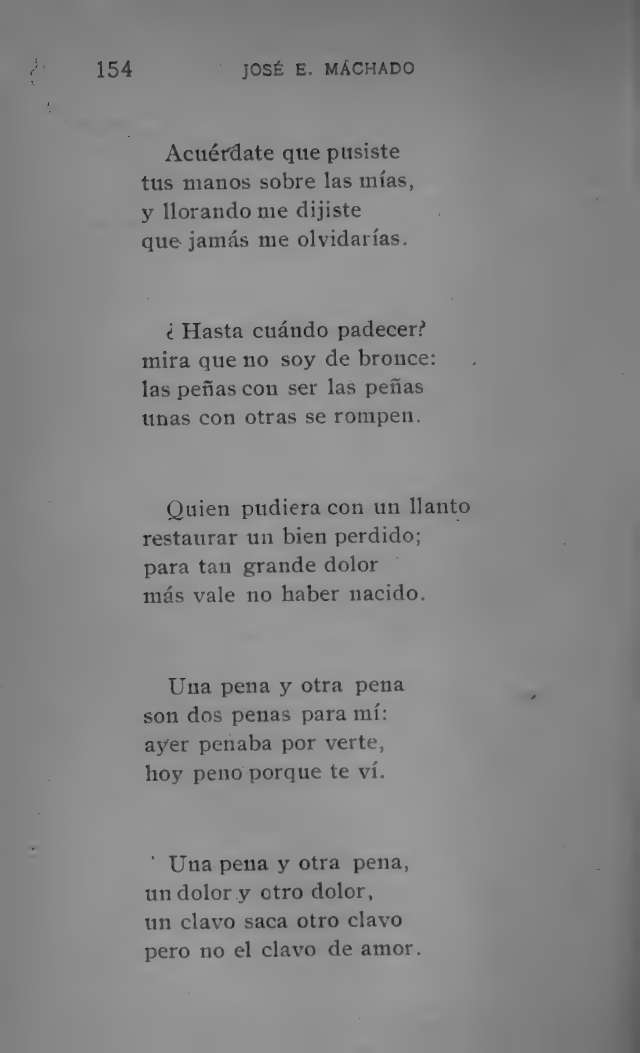 154 JOSÉ E. MÁCHADO
Acuérdate que pusiste
tus manos sobre las mías,
y llorando me dijiste
que jamás me olvidarías.
¿ Hasta cuándo padecer?
mira que no soy de bronce:
las peñas con ser las peñas
unas con otras se rompen.
Quien pudiera con un llanto
restaurar un bien perdido;
para tan grande dolor
más vale no haber nacido.
Una pena y otra pena
son dos penas para mí:
ayer penaba por verte,
hoy peno porque te ví.
Una pena y otra pena,
un dolor y otro dolor,
un clavo saca otro clavo
pero no el clavo de amor.